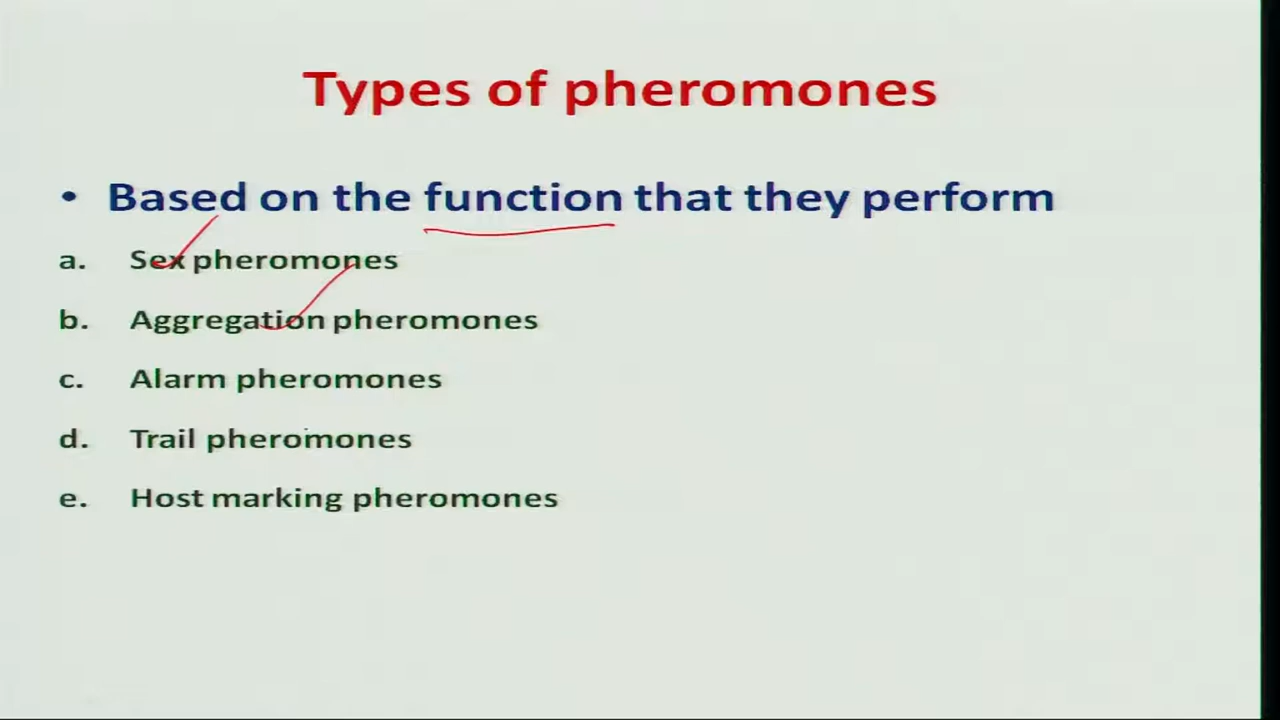 Types of pheromones
• Based on the function that they perform
a. Sex pheromones
b. Aggregation pheromones
c. Alarm pheromones
d. Trail pheromones
e. Host marking pheromones